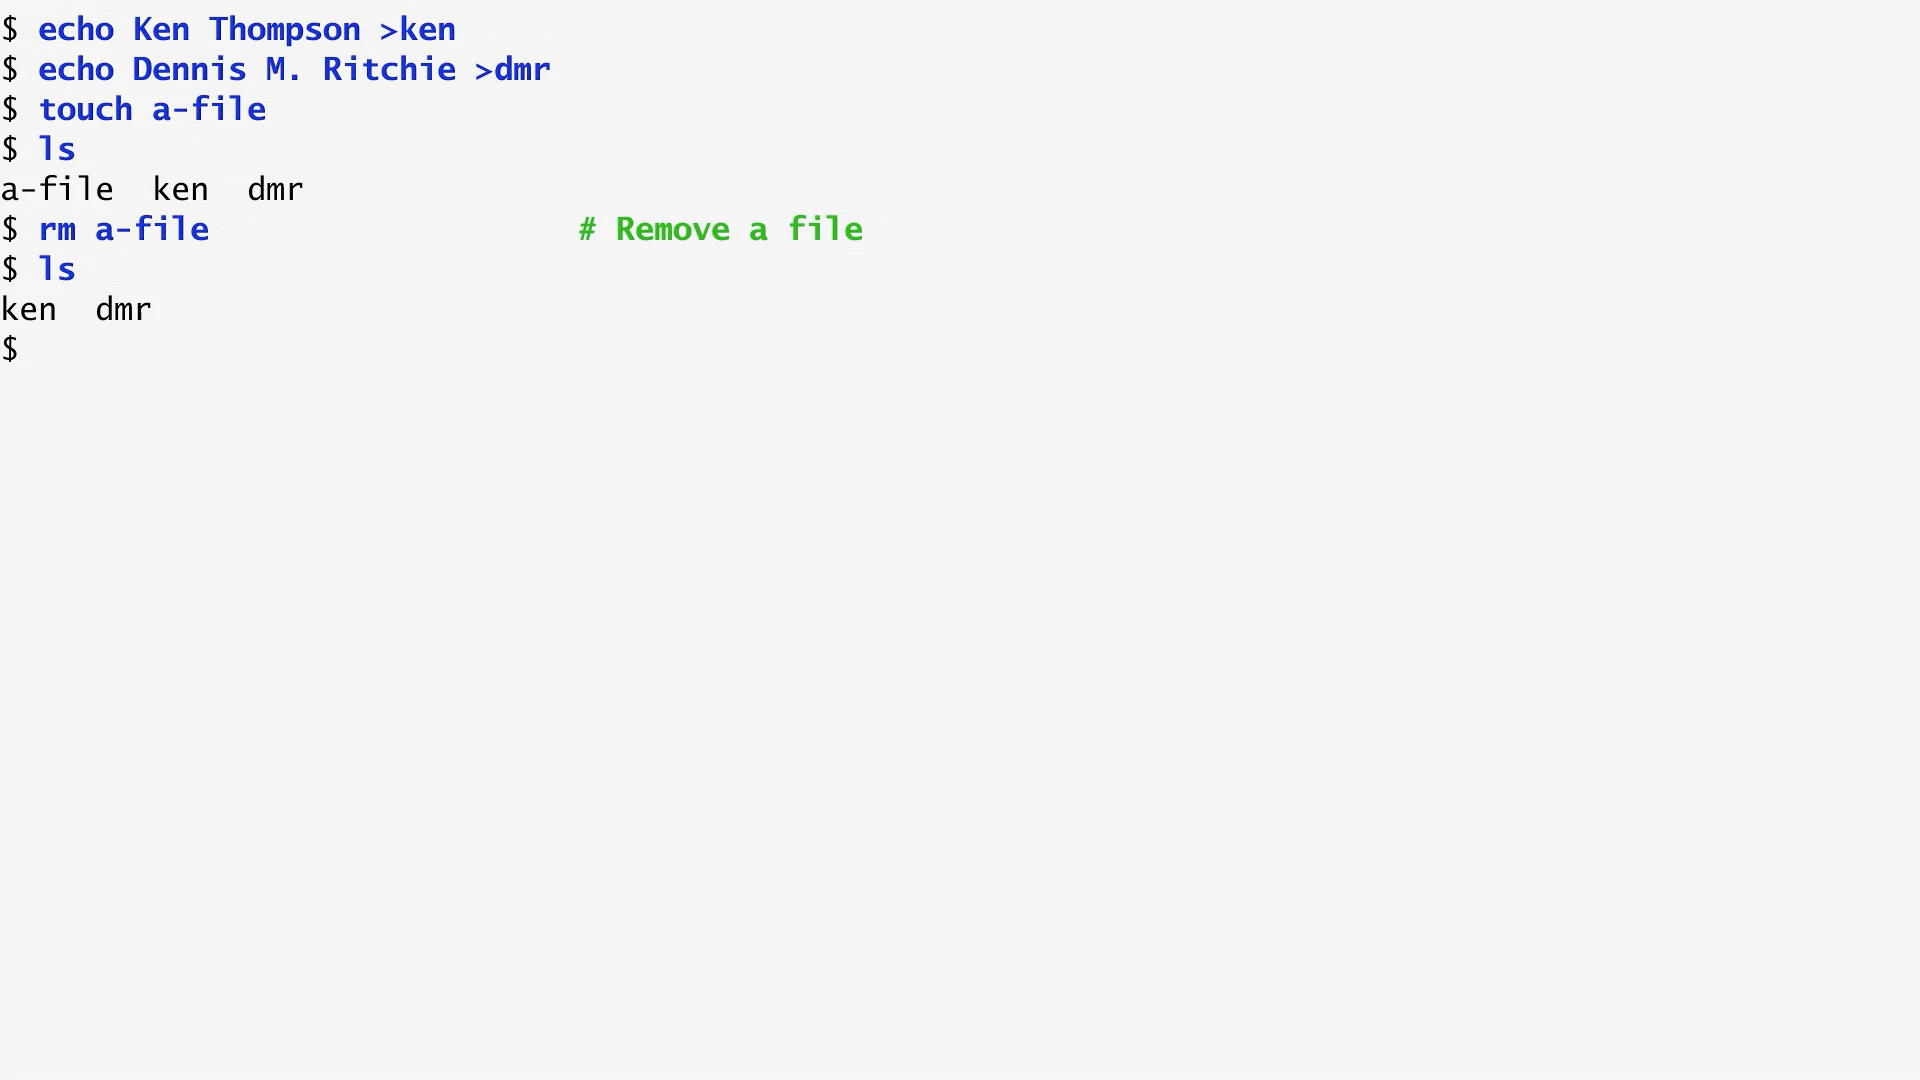 $ echo Ken Thompson >ken
$ echo Dennis M. Ritchie >dmr
$ touch a-file
$ ls
a-file  ken  dmr
$ rm a-file                    # Remove a file
$ ls
ken  dmr
$